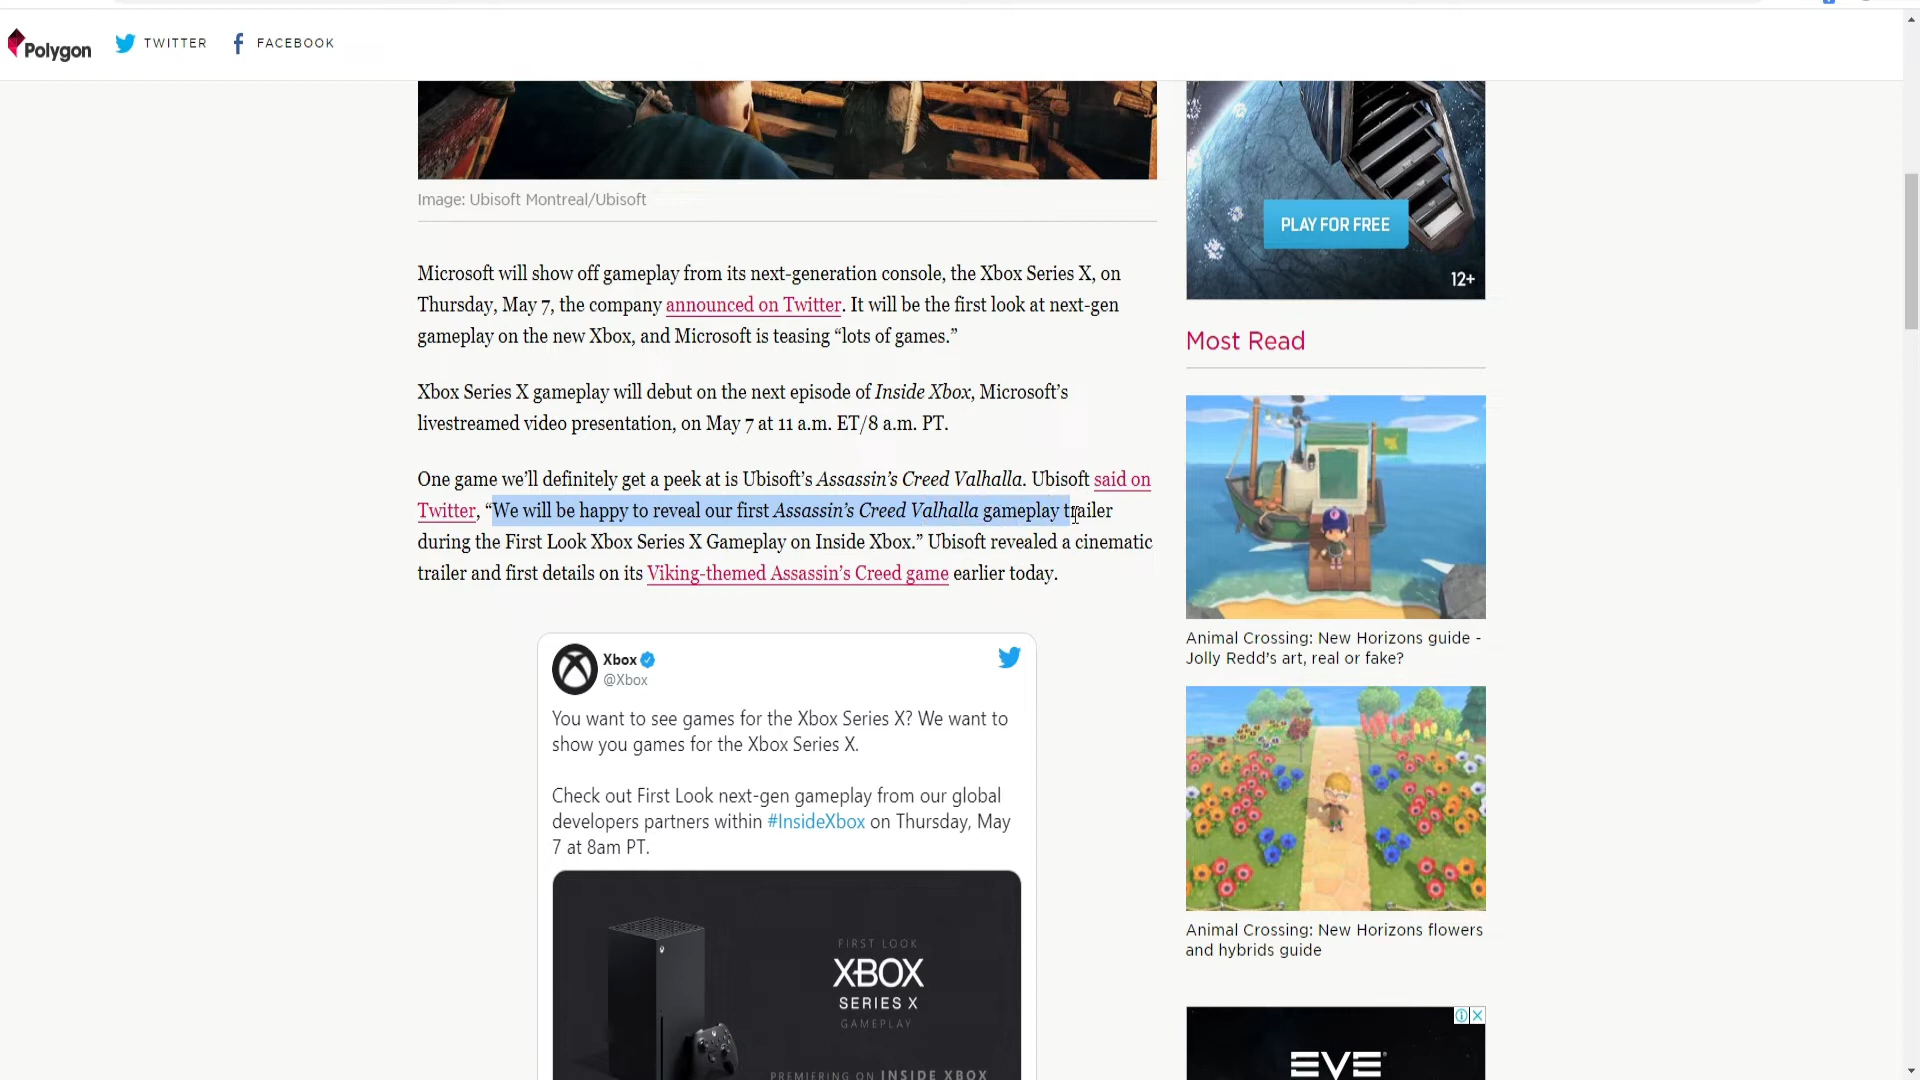 Polygon
TWITTER
FACEBOOK
Image: Ubisoft Montreal/Ubisoft
Microsoft will show off gameplay from its next-generation console, the Xbox Series X, on
Thursday, May 7, the company announced on Twitter. It will be the first look at next-gen
gameplay on the new Xbox, and Microsoft is teasing “lots of games.”
Xbox Series X gameplay will debut on the next episode of Inside Xbox, Microsoft’s
livestreamed video presentation, on May 7 at 11 a.m. ET/8 a.m. PT.
One game we’ll definitely get a peek at is Ubisoft’s Assassin’s Creed Valhalla. Ubisoft said on
Twitter, “We will be happy to reveal our first Assassin’s Creed Valhalla gameplay trailer
during the First Look Xbox Series X Gameplay on Inside Xbox.” Ubisoft revealed a cinematic
trailer and first details on its Viking-themed Assassin’s Creed game earlier today.
Xbox
@Xbox
You want to see games for the Xbox Series X? We want to
show you games for the Xbox Series X.
Check out First Look next-gen gameplay from our global
developers partners within #InsideXbox on Thursday, May
7 at 8am PT.
FIRST LOOK
XBOX
SERIES X
GAMEPLAY
PREMIERING ON INSIDE XBOX
PLAY FOR FREE
12+
Most Read
Animal Crossing: New Horizons guide -
Jolly Redd’s art, real or fake?
Animal Crossing: New Horizons flowers
and hybrids guide
EVE